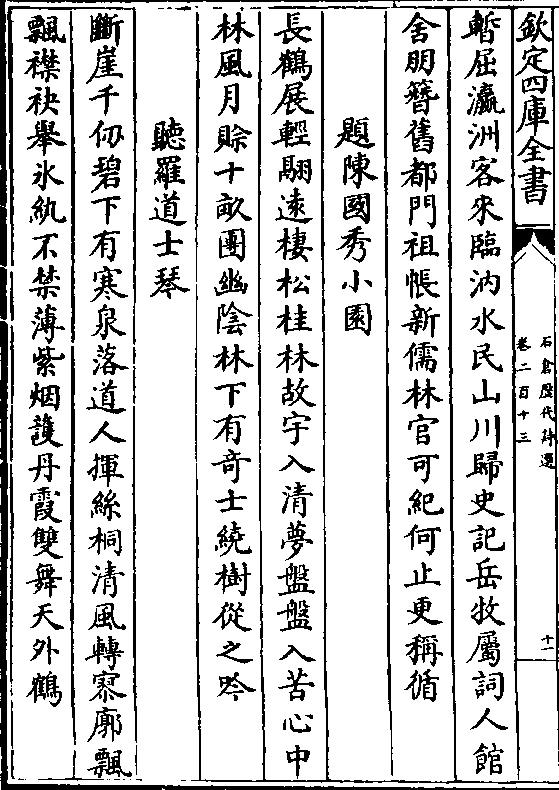 欽定四庫全書
石倉歷代詩選
卷二百十三
十一
暫屈瀛洲客來臨汭水民山川歸史記岳牧屬詞人館
舍朋簪舊都門祖帳新儒林官可紀何止更稱循
題陳國秀小園
長鶴展輕翮遠棲松桂林故宇入清夢盤盤入苦心中
林風月賒十畝團幽陰林下有竒士繞樹從之吟
聽羅道士琴
斷崖千仞碧下有寒泉落道人揮絲桐清風轉寥廓飄
飄襟袂舉氷紈不禁薄紫烟護丹霞雙舞天外鶴